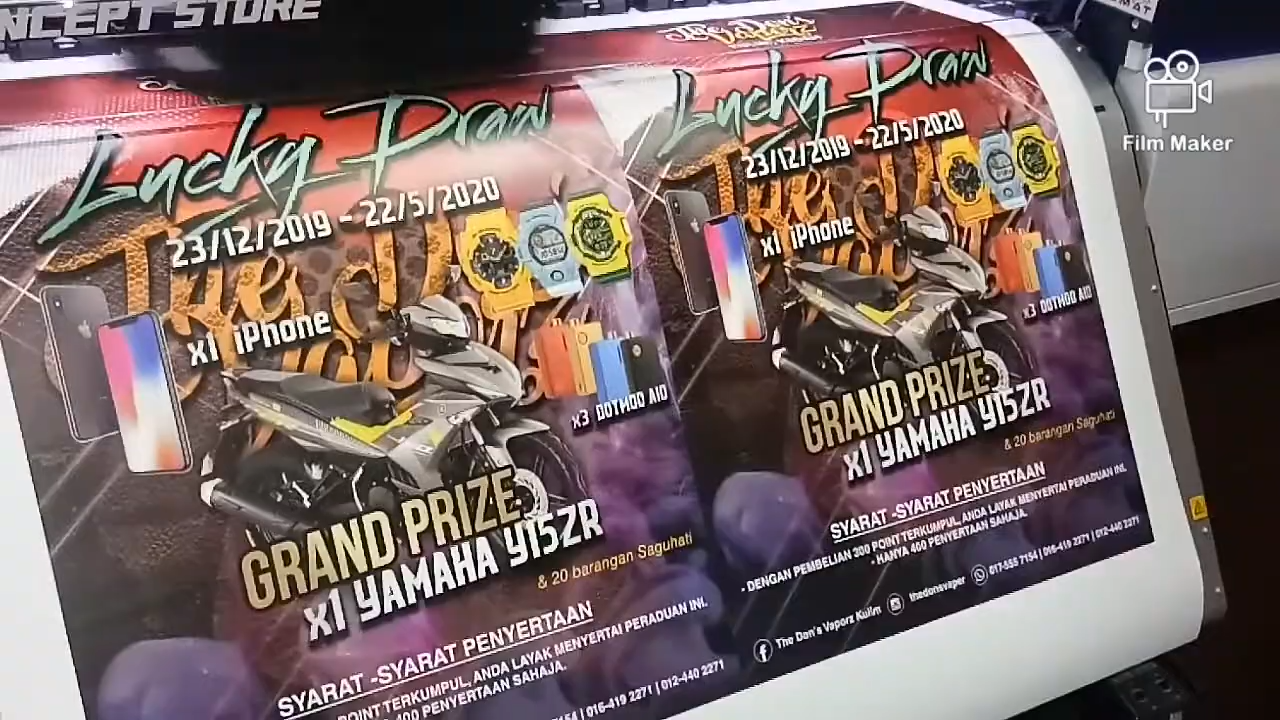 NCEPT STORE
Film Maker
Lucky Draw
23/12/2019 - 22/5/2020
x1 iPhone
x3 DOTMOD AIO
GRAND PRIZE
x1 YAMAHA Y15ZR
& 20 barangan Saguhati
SYARAT -SYARAT PENYERTAAN
POINT TERKUMPUL, ANDA LAYAK MENYERTAI PERADUAN INI.
400 PENYERTAAN SAHAJA.
7154 | 016-419 2271 | 012-440 2271
The Don's
Vaporz
Lucky Draw
23/12/2019 - 22/5/2020
x1 iPhone
x3 DOTMOD AIO
GRAND PRIZE
x1 YAMAHA Y15ZR
& 20 barangan Saguhati
SYARAT -SYARAT PENYERTAAN
- DENGAN PEMBELIAN 300 POINT TERKUMPUL, ANDA LAYAK MENYERTAI PERADUAN INI.
- HANYA 400 PENYERTAAN SAHAJA.
The Don's Vaporz Kulim thedonsvaper 017-555 7154 | 016-419 2271 | 012-440 2271